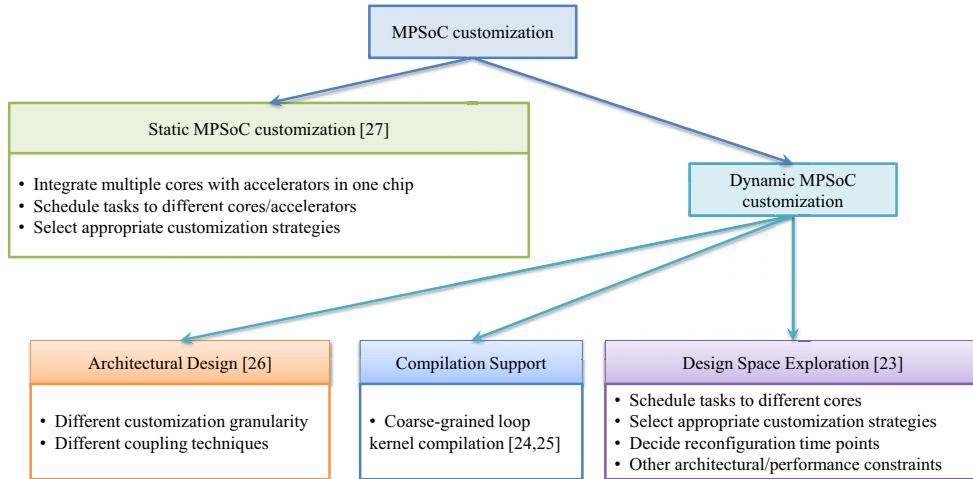 MPSoC customization
Static MPSoC customization [27]
• Integrate multiple cores with accelerators in one chip
• Schedule tasks to different cores/accelerators
• Select appropriate customization strategies
Dynamic MPSoC
customization
Architectural Design [26]
• Different customization granularity
• Different coupling techniques
Compilation Support
• Coarse-grained loop
kernel compilation [24,25]
Design Space Exploration [23]
• Schedule tasks to different cores
• Select appropriate customization strategies
• Decide reconfiguration time points
• Other architectural/performance constraints